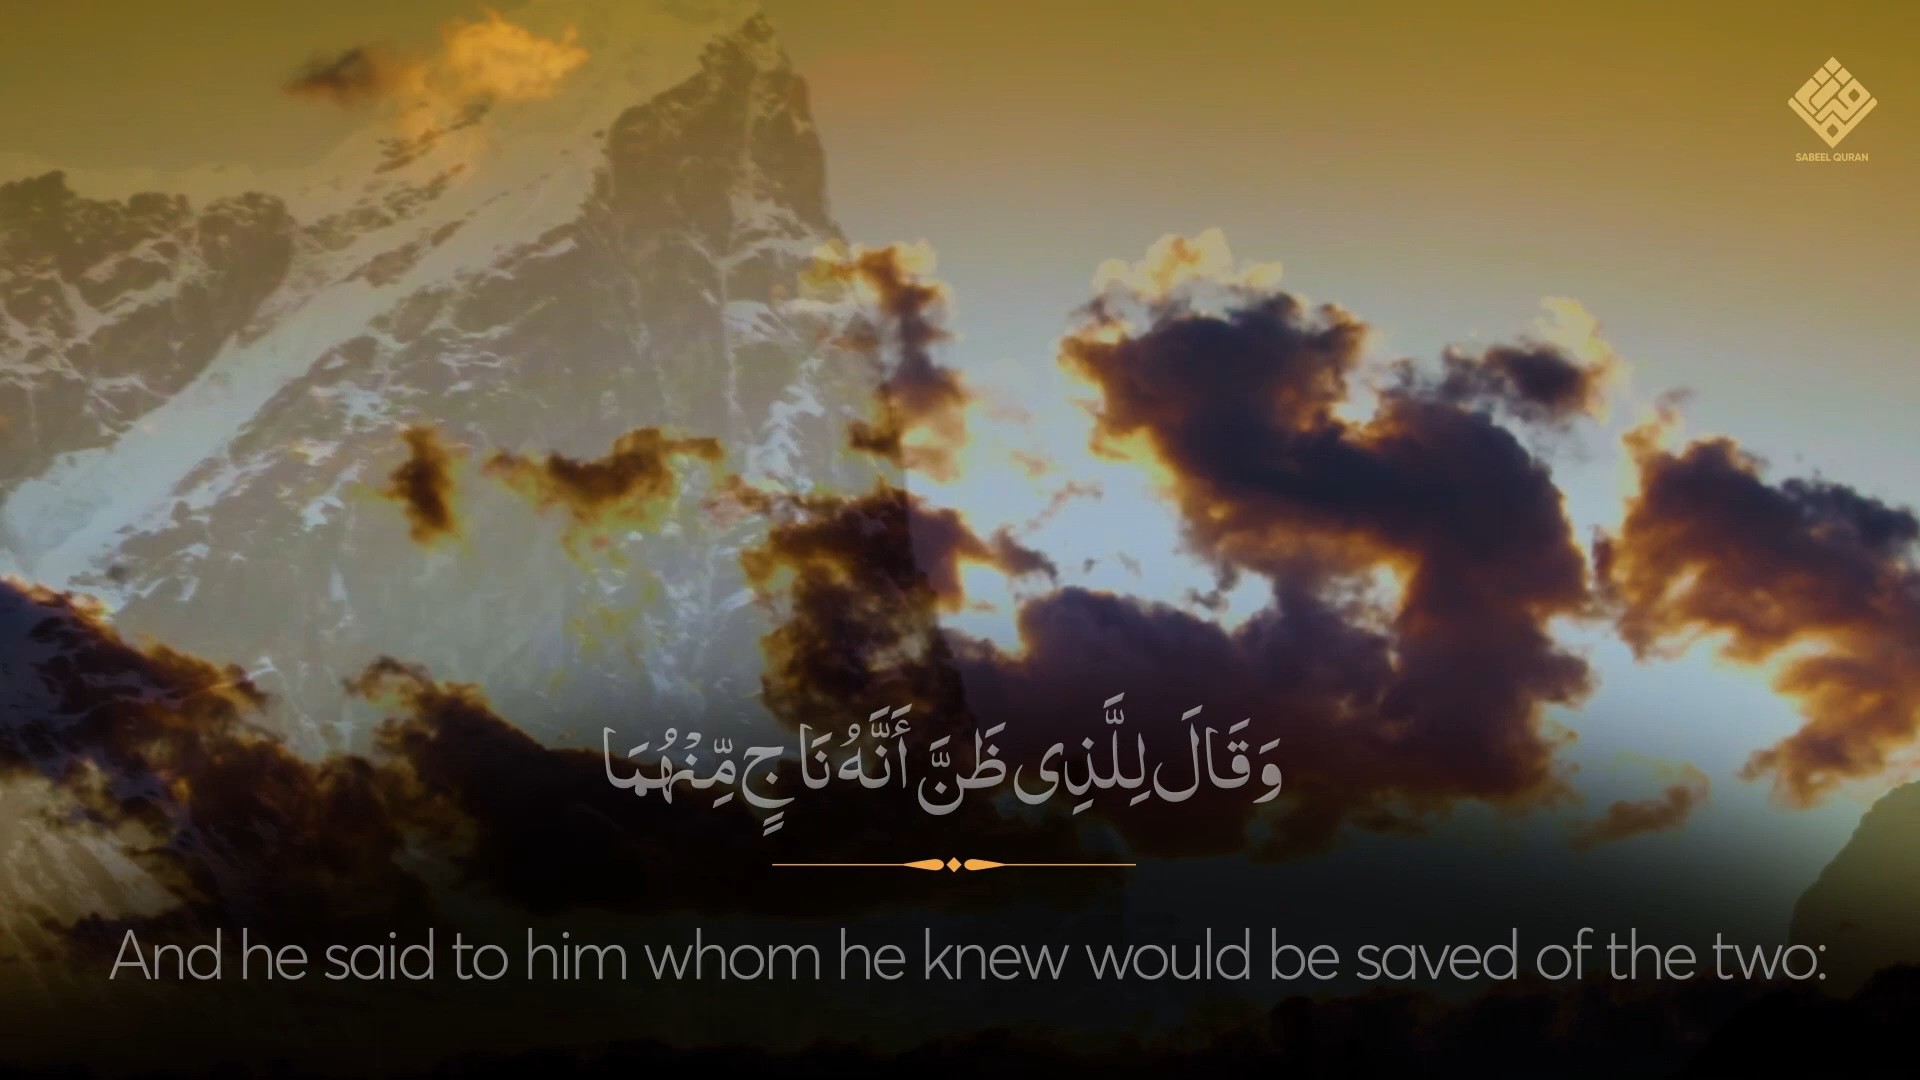 SABEEL QURAN
وَقَالَ لِلَّذِى ظَنَّ أَنَّهُ نَاجٍ مِّنْهُمَا
And he said to him whom he knew would be saved of the two: